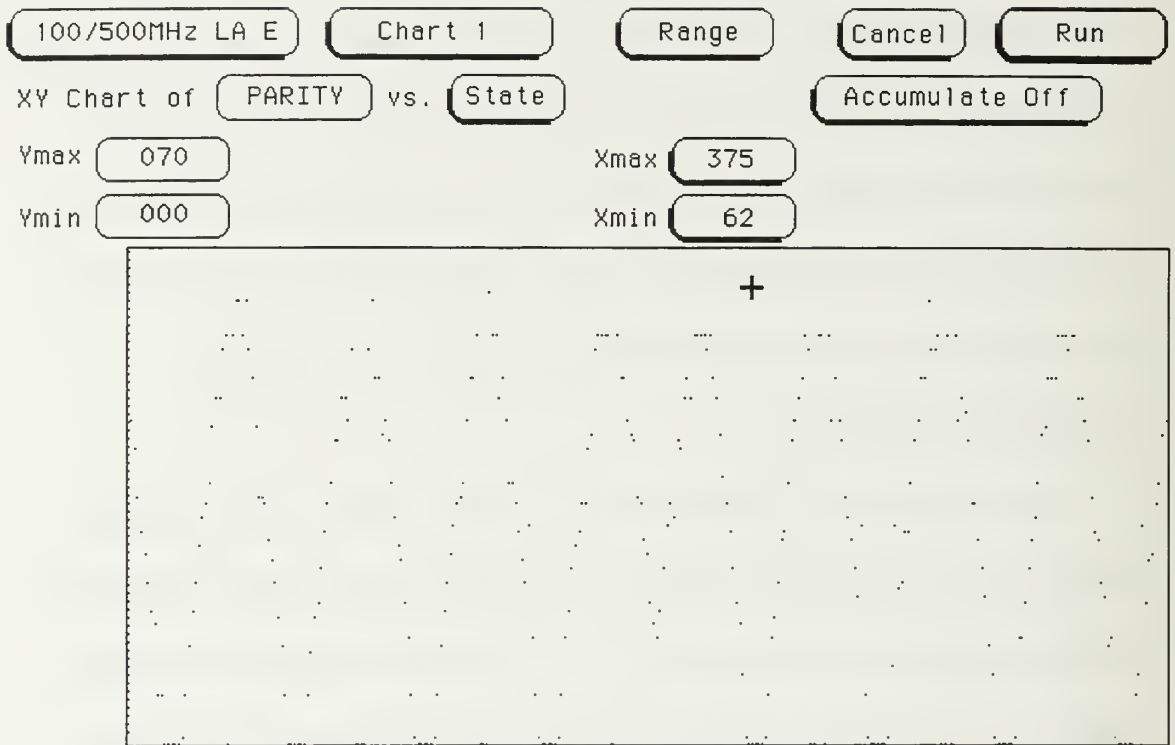 100/500MHz LA E Chart 1 Range Cancel Run
XY Chart of PARITY vs. State Accumulate Off
Ymax 070 Xmax 375
Ymin 000 Xmin 62